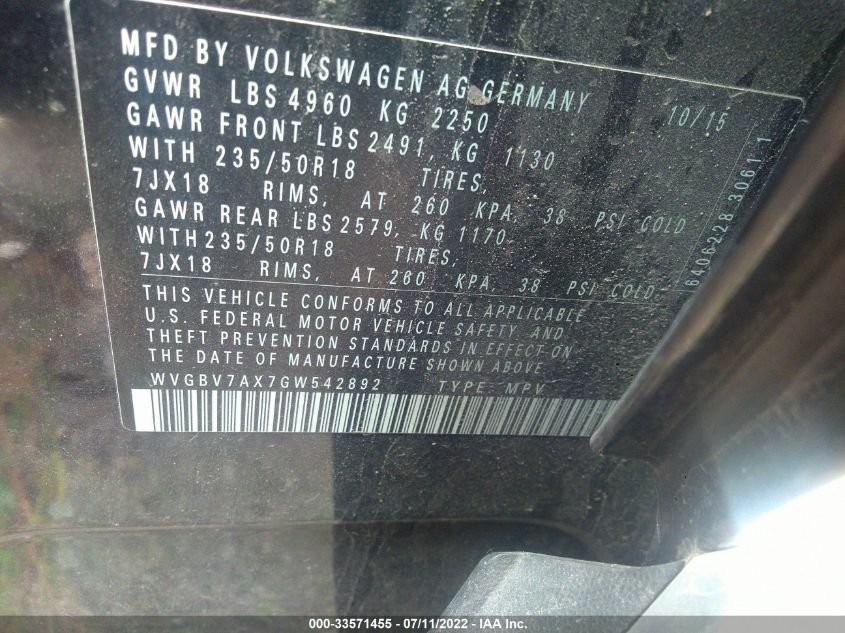 MFD BY VOLKSWAGEN AG GERMANY 10/15
GVWR LBS 4960 KG 2250
GAWR FRONT LBS 2491, KG 1130
WITH 235/50R18 TIRES,
7JX18 RIMS, AT 260 KPA, 38 PSI COLD
GAWR REAR LBS 2579, KG 1170
WITH 235/50R18 TIRES,
7JX18 RIMS, AT 260 KPA, 38 PSI COLD.
THIS VEHICLE CONFORMS TO ALL APPLICABLE
U.S. FEDERAL MOTOR VEHICLE SAFETY, AND
THEFT PREVENTION STANDARDS IN EFFECT ON
THE DATE OF MANUFACTURE SHOWN ABOVE.
WVGBV7AX7GW542892 TYPE: MPV
3061 1
000-33571455 - 07/11/2022 - IAA Inc.